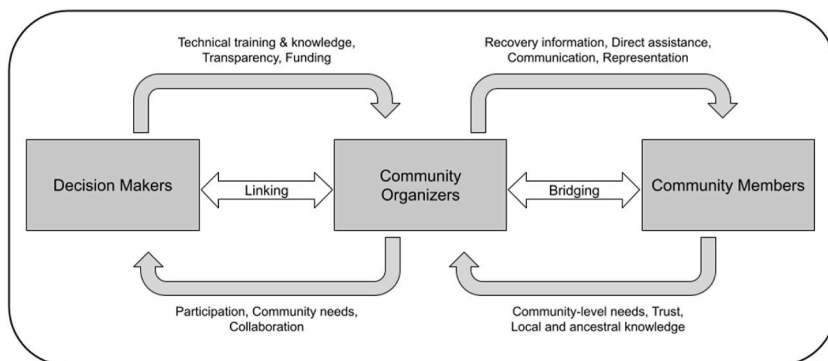 Technical training & knowledge,
Transparency, Funding
Recovery information, Direct assistance,
Communication, Representation
Decision Makers
Linking
Community
Organizers
Bridging
Community Members
Participation, Community needs,
Collaboration
Community-level needs, Trust,
Local and ancestral knowledge